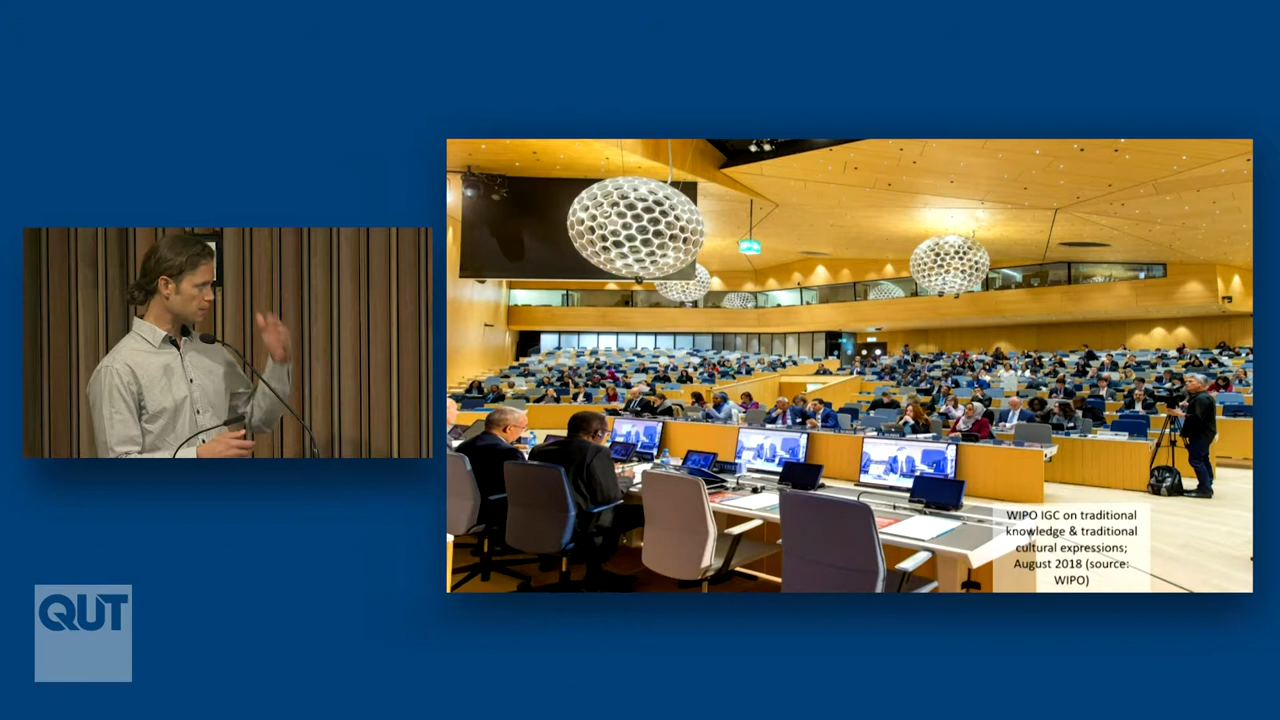 WIPO IGC on traditional
knowledge & traditional
cultural expressions;
August 2018 (source:
WIPO)
QUT